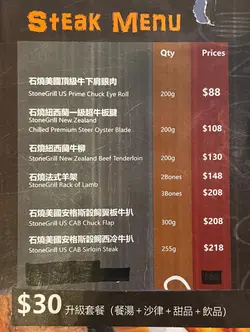 Steak Menu
Qty Prices
石燒美國頂級牛下肩眼肉
StoneGrill US Prime Chuck Eye Roll 200g $88
石燒紐西蘭一級超牛板腱
StoneGrill New Zealand
Chilled Premium Steer Oyster Blade 200g $108
石燒紐西蘭牛柳
StoneGrill New Zealand Beef Tenderloin 200g $130
石燒法式羊架 2Bones $148
StoneGrill Rack of Lamb 3Bones $208
石燒美國安格斯穀飼翼板牛扒
StoneGrill US CAB Chuck Flap 300g $208
石燒美國安格斯穀飼西冷牛扒
StoneGrill US CAB Sirloin Steak 255g $218
$30 升級套餐（餐湯+沙律+甜品+飲品）